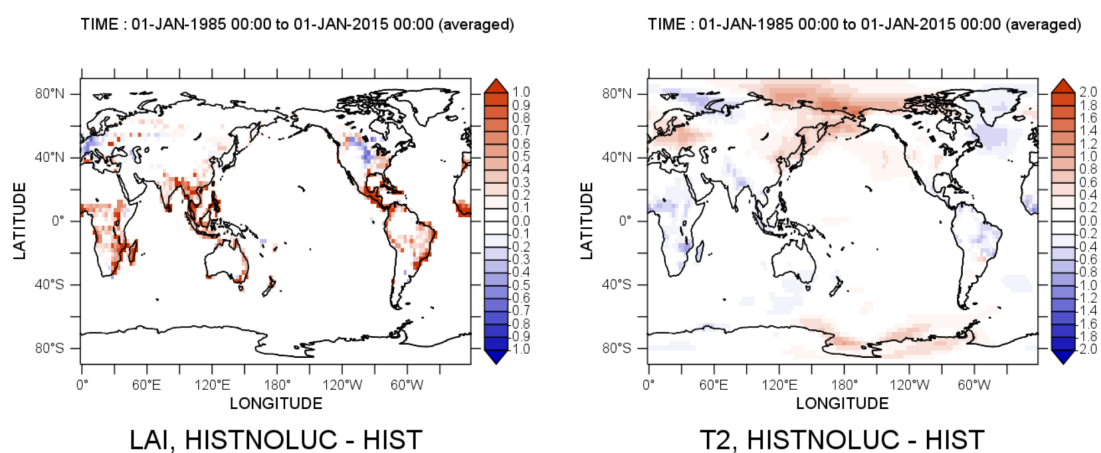 TIME : 01-JAN-1985 00:00 to 01-JAN-2015 00:00 (averaged)
LATITUDE
80°N
40°N
0°
40°S
80°S
0°
60°E
120°E
180°
120°W
60°W
LONGITUDE
1.0
0.9
0.8
0.7
0.6
0.5
0.4
0.3
0.2
0.1
0.0
0.1
0.2
0.3
0.4
0.5
0.6
0.7
0.8
0.9
1.0
LAI, HISTNOLUC - HIST
TIME : 01-JAN-1985 00:00 to 01-JAN-2015 00:00 (averaged)
LATITUDE
80°N
40°N
0°
40°S
80°S
0°
60°E
120°E
180°
120°W
60°W
LONGITUDE
2.0
1.8
1.6
1.4
1.2
1.0
0.8
0.6
0.4
0.2
0.0
0.2
0.4
0.6
0.8
1.0
1.2
1.4
1.6
1.8
2.0
T2, HISTNOLUC - HIST